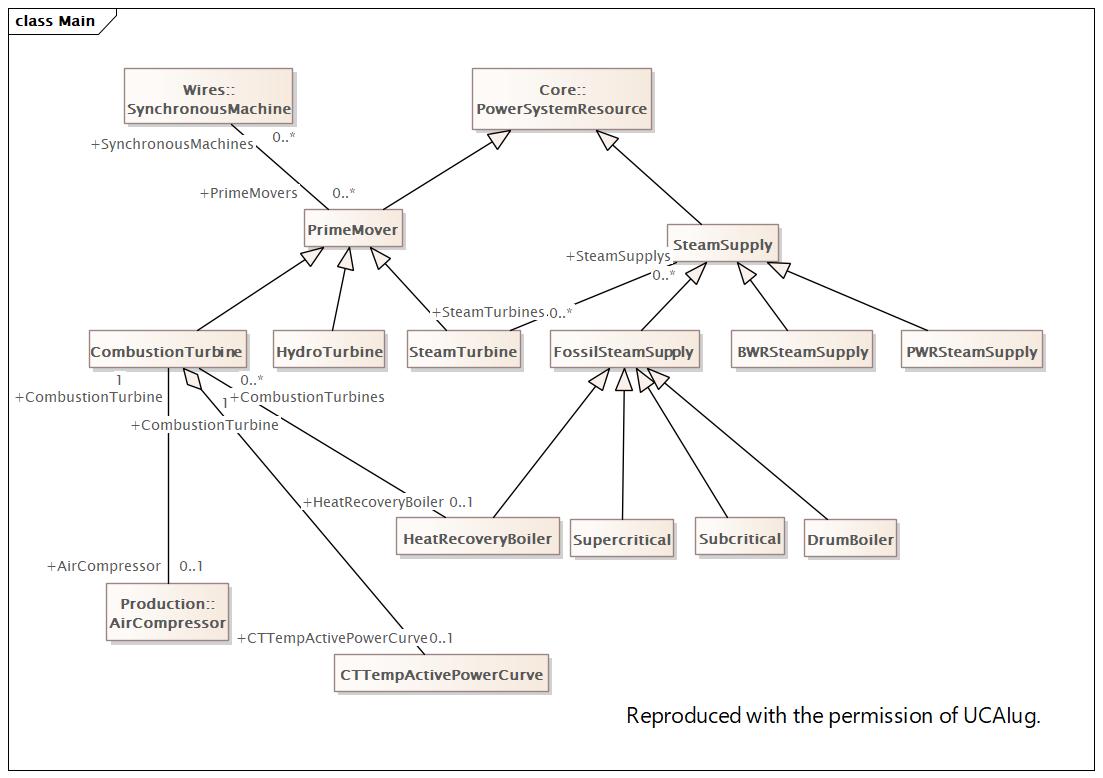 class Main
Wires::
SynchronousMachine
Core::
PowerSystemResource
+SynchronousMachines
0..*
+PrimeMovers
0..*
PrimeMover
SteamSupply
+SteamSupplys
0..*
+SteamTurbines
0..*
CombustionTurbine
HydroTurbine
SteamTurbine
FossilSteamSupply
BWRSteamSupply
PWRSteamSupply
1
0..*
+CombustionTurbine
1
+CombustionTurbines
+CombustionTurbine
+HeatRecoveryBoiler
0..1
HeatRecoveryBoiler
Supercritical
Subcritical
DrumBoiler
+AirCompressor
0..1
Production::
AirCompressor
+CTTempActivePowerCurve
0..1
CTTempActivePowerCurve
Reproduced with the permission of UCAIug.